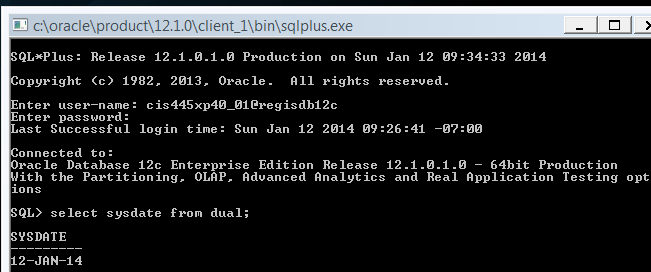 c:\oracle\product\12.1.0\client_1\bin\sqlplus.exe
SQL*Plus: Release 12.1.0.1.0 Production on Sun Jan 12 09:34:33 2014
Copyright (c) 1982, 2013, Oracle.  All rights reserved.
Enter user-name: cis445xp40_01@regisdb12c
Enter password:
Last Successful login time: Sun Jan 12 2014 09:26:41 -07:00
Connected to:
Oracle Database 12c Enterprise Edition Release 12.1.0.1.0 - 64bit Production
With the Partitioning, OLAP, Advanced Analytics and Real Application Testing opt
ions
SQL> select sysdate from dual;
SYSDATE
---------
12-JAN-14